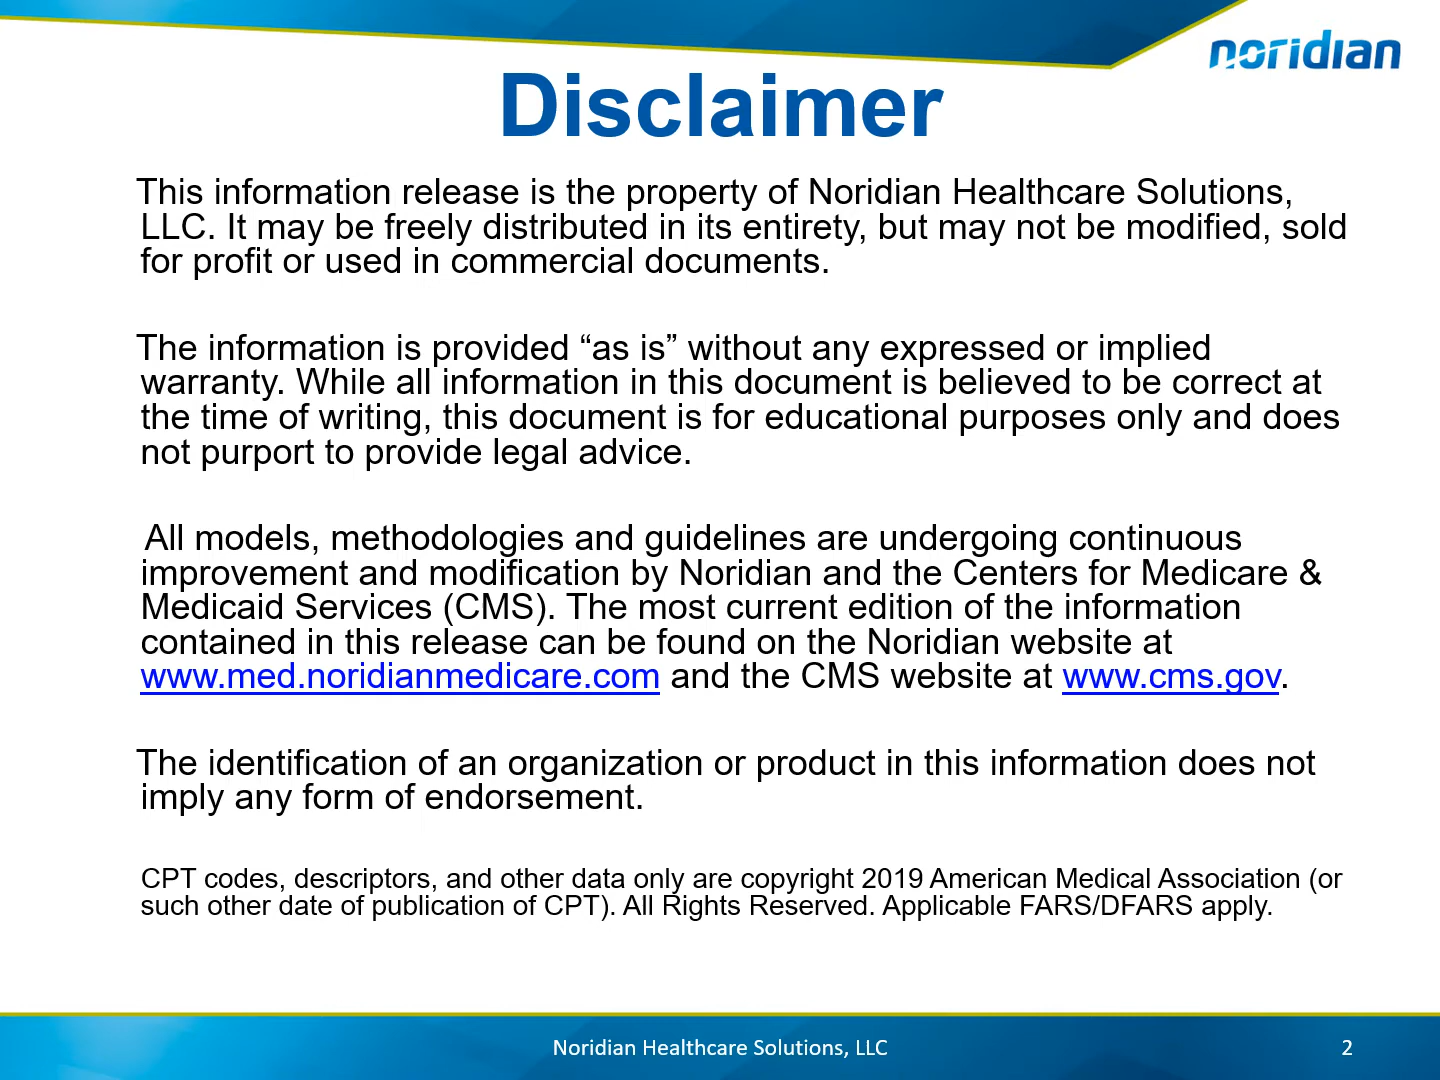 noridian
Disclaimer
This information release is the property of Noridian Healthcare Solutions,
LLC. It may be freely distributed in its entirety, but may not be modified, sold
for profit or used in commercial documents.
The information is provided “as is” without any expressed or implied
warranty. While all information in this document is believed to be correct at
the time of writing, this document is for educational purposes only and does
not purport to provide legal advice.
All models, methodologies and guidelines are undergoing continuous
improvement and modification by Noridian and the Centers for Medicare &
Medicaid Services (CMS). The most current edition of the information
contained in this release can be found on the Noridian website at
www.med.noridianmedicare.com and the CMS website at www.cms.gov.
The identification of an organization or product in this information does not
imply any form of endorsement.
CPT codes, descriptors, and other data only are copyright 2019 American Medical Association (or
such other date of publication of CPT). All Rights Reserved. Applicable FARS/DFARS apply.
Noridian Healthcare Solutions, LLC
2